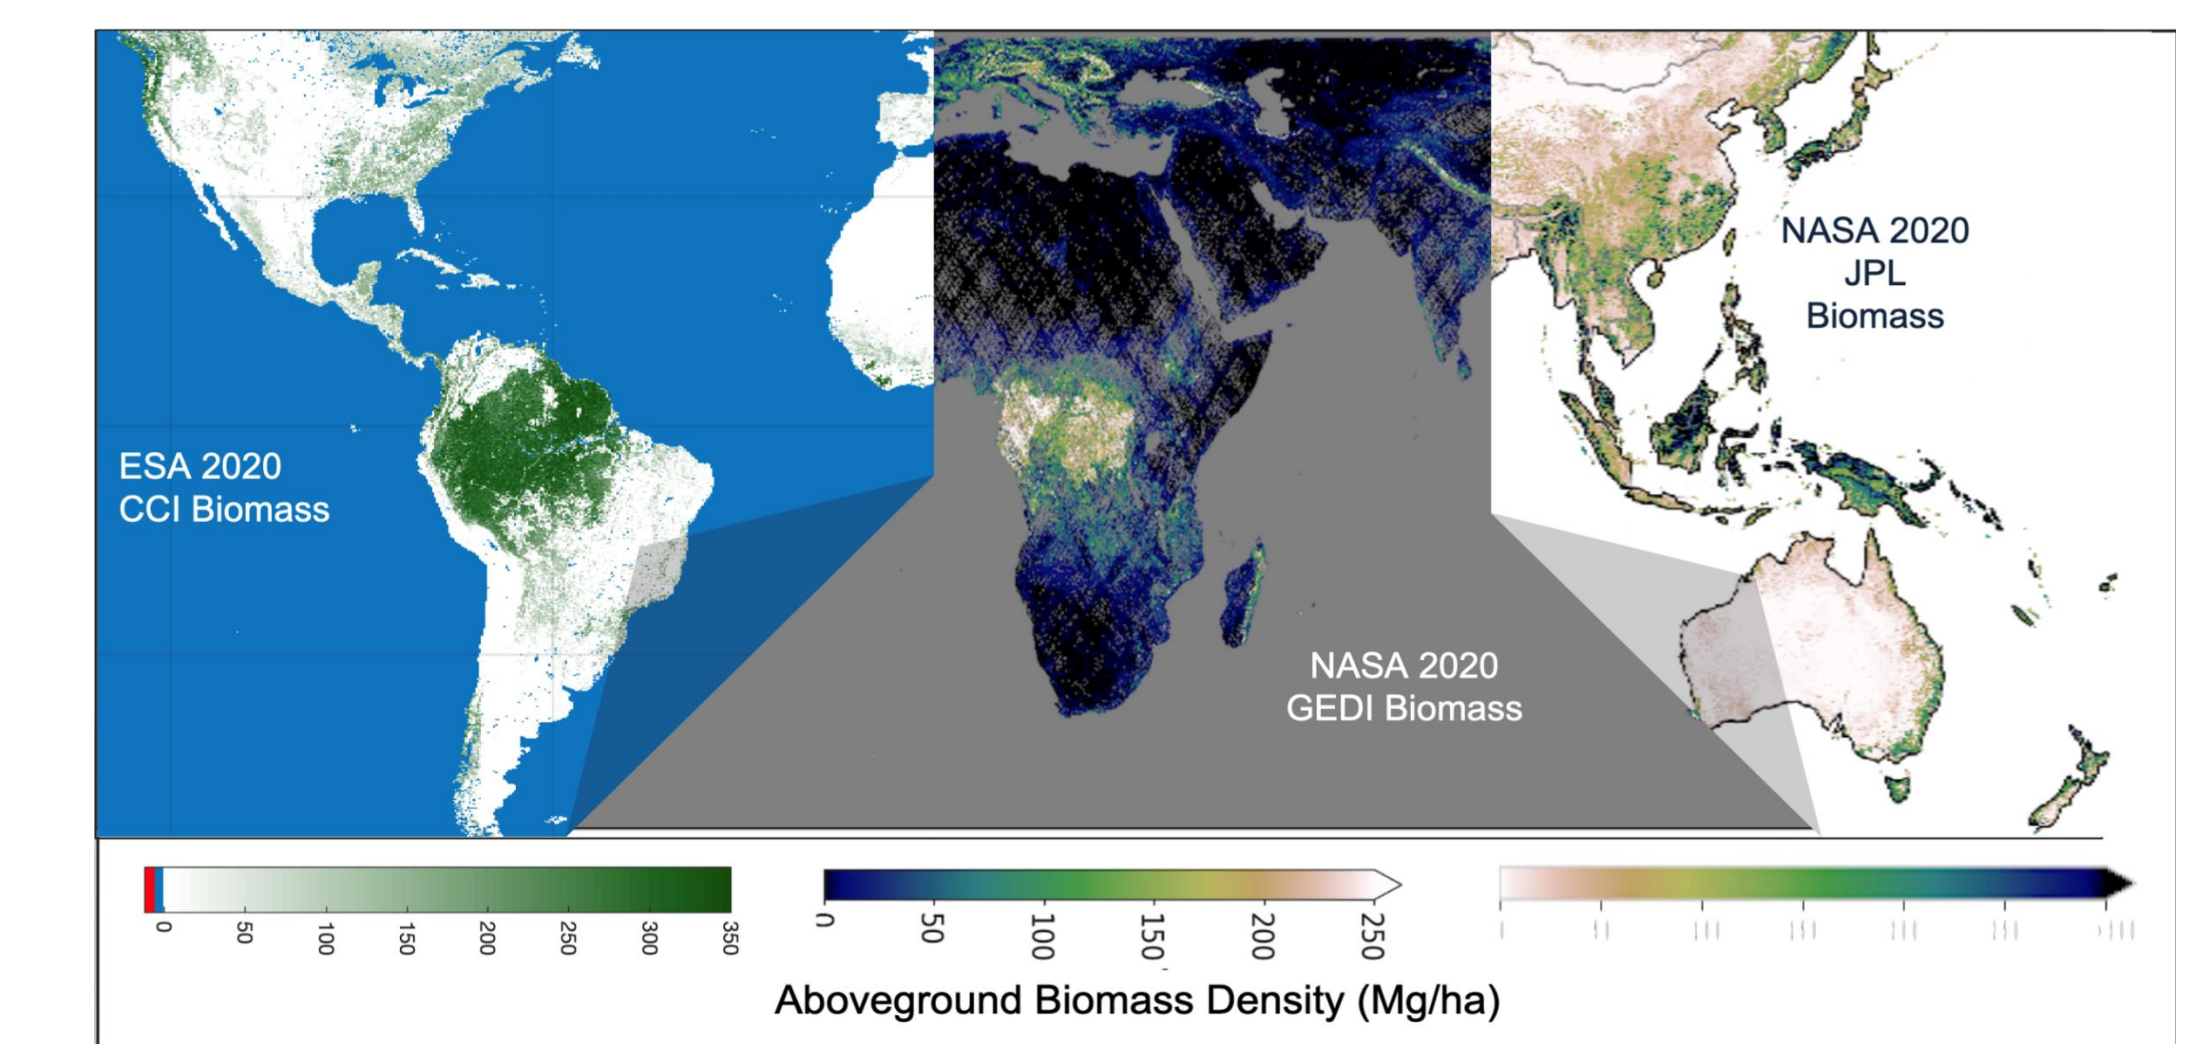 ESA 2020
CCI Biomass
NASA 2020
GEDI Biomass
NASA 2020
JPL
Biomass
0 50 100 150 200 250 300 350
0 50 100 150 200 250
Aboveground Biomass Density (Mg/ha)